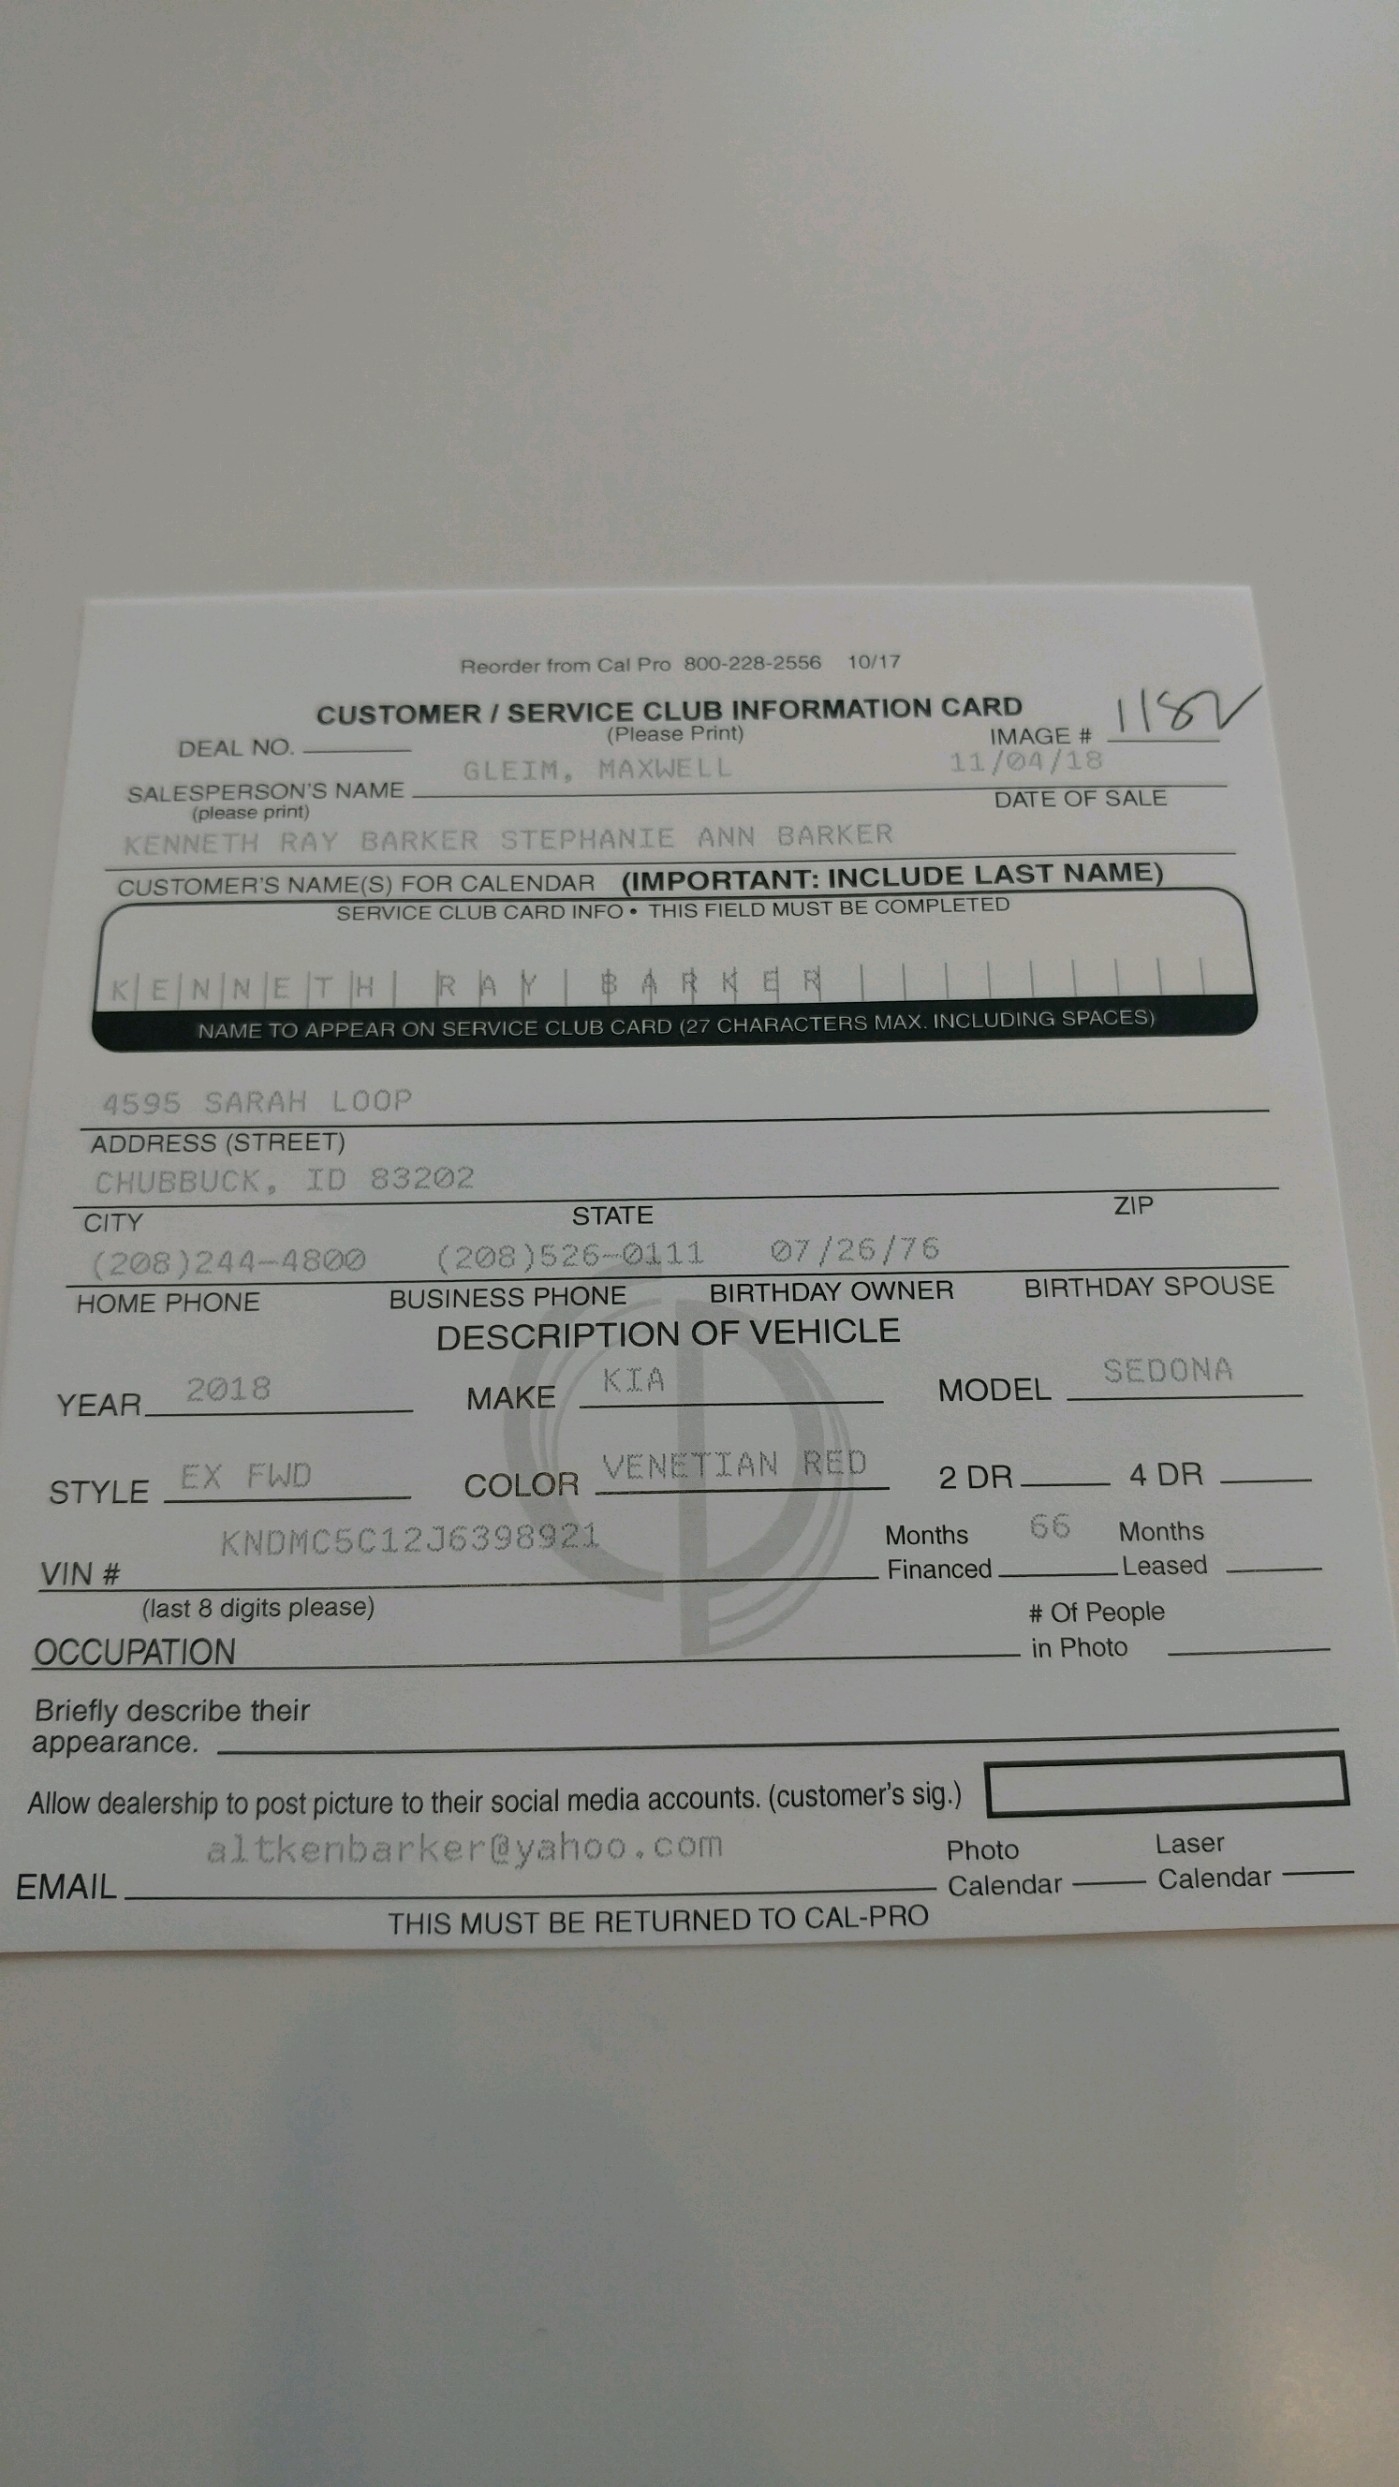 Reorder from Cal Pro 800-228-2556 10/17
CUSTOMER / SERVICE CLUB INFORMATION CARD
(Please Print)
DEAL NO.
IMAGE # 1182
GLEIM, MAXWELL 11/04/18
SALESPERSON'S NAME
(please print)
DATE OF SALE
KENNETH RAY BARKER STEPHANIE ANN BARKER
CUSTOMER'S NAME(S) FOR CALENDAR (IMPORTANT: INCLUDE LAST NAME)
SERVICE CLUB CARD INFO • THIS FIELD MUST BE COMPLETED
KENNETH RAY BARKER
NAME TO APPEAR ON SERVICE CLUB CARD (27 CHARACTERS MAX. INCLUDING SPACES)
4595 SARAH LOOP
ADDRESS (STREET)
CHUBBUCK, ID 83202
CITY STATE ZIP
(208)244-4800 (208)526-0111 07/26/76
HOME PHONE BUSINESS PHONE BIRTHDAY OWNER BIRTHDAY SPOUSE
DESCRIPTION OF VEHICLE
YEAR 2018 MAKE KIA MODEL SEDONA
STYLE EX FWD COLOR VENETIAN RED 2 DR 4 DR
VIN # KNDMC5C12J6398921
(last 8 digits please)
Months Financed 66 Months Leased
OCCUPATION
# Of People in Photo
Briefly describe their
appearance.
Allow dealership to post picture to their social media accounts. (customer's sig.)
EMAIL altkenbarker@yahoo.com
Photo Calendar Laser Calendar
THIS MUST BE RETURNED TO CAL-PRO